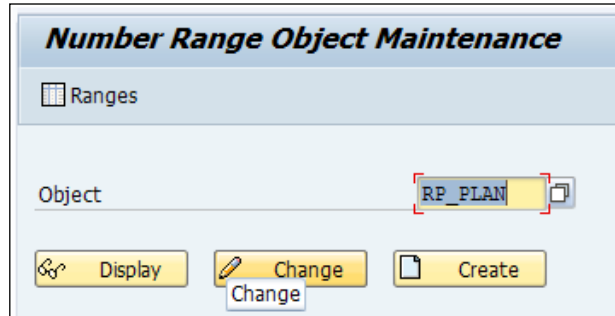 Number Range Object Maintenance
Ranges
Object RP_PLAN
Display Change Create
Change